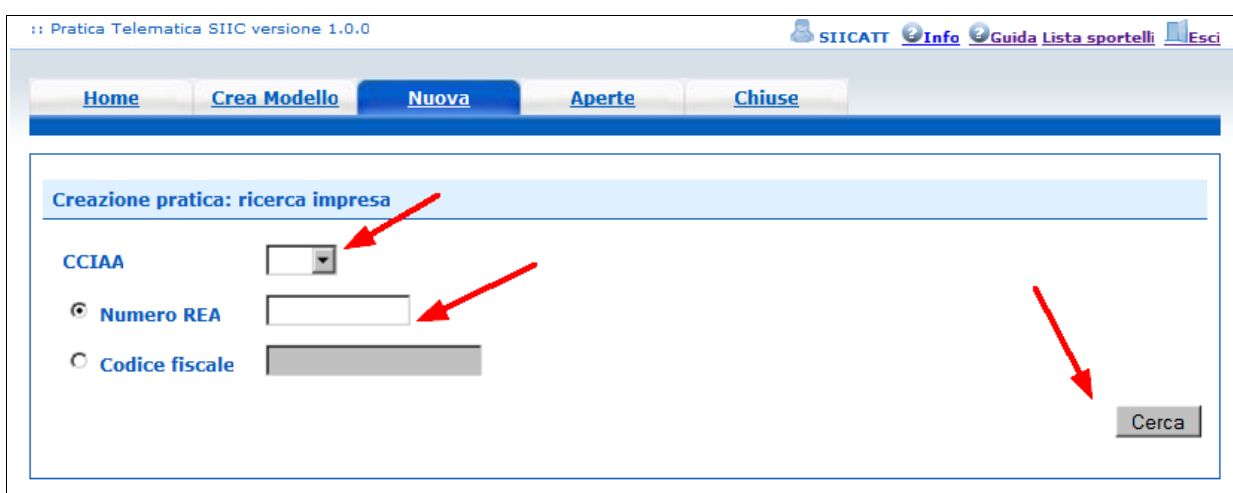 :: Pratica Telematica SIIC versione 1.0.0 SIICATT Info Guida Lista sportelli Esci
Home Crea Modello Nuova Aperte Chiuse
Creazione pratica: ricerca impresa
CCIAA
Numero REA
Codice fiscale
Cerca